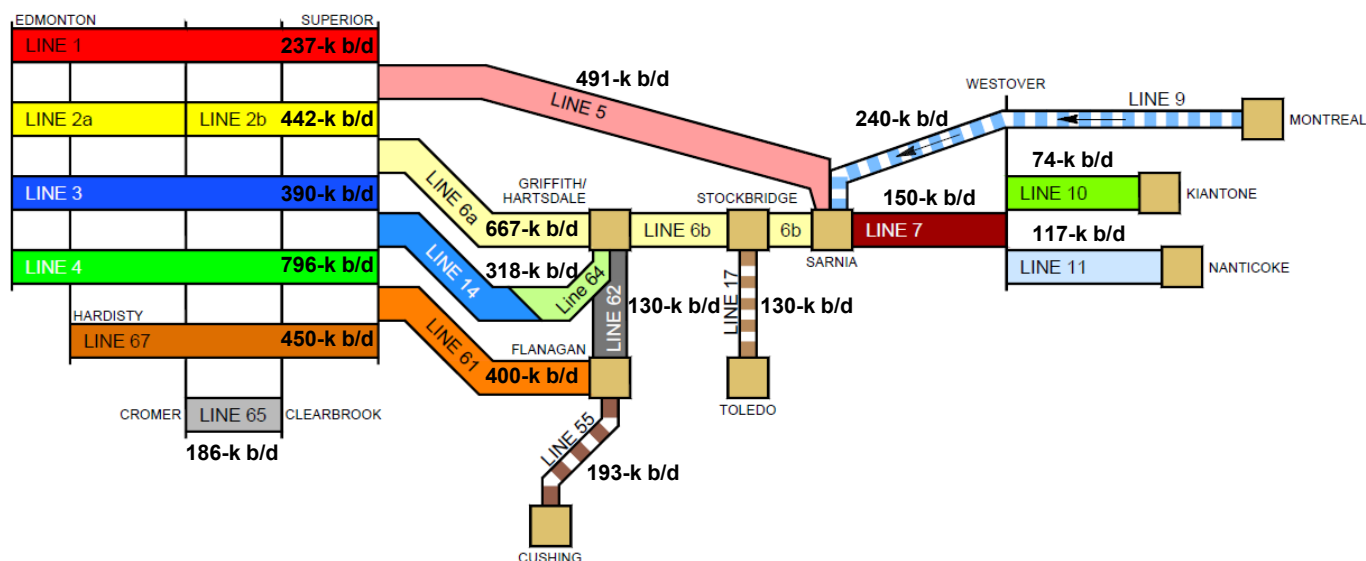 EDMONTON
SUPERIOR
LINE 1
237-k b/d
LINE 2a
LINE 2b
442-k b/d
LINE 3
390-k b/d
LINE 4
796-k b/d
HARDISTY
LINE 67
450-k b/d
CROMER
LINE 65
CLEARBROOK
186-k b/d
491-k b/d
LINE 5
LINE 6a
GRIFFITH/
HARTSDALE
667-k b/d
LINE 6b
STOCKBRIDGE
6b
SARNIA
LINE 14
318-k b/d
Line 64
LINE 62
130-k b/d
LINE 17
130-k b/d
TOLEDO
LINE 61
FLANAGAN
400-k b/d
LINE 55
193-k b/d
CUSHING
WESTOVER
LINE 9
240-k b/d
MONTREAL
74-k b/d
LINE 10
KIANTONE
150-k b/d
LINE 7
117-k b/d
LINE 11
NANTICOKE